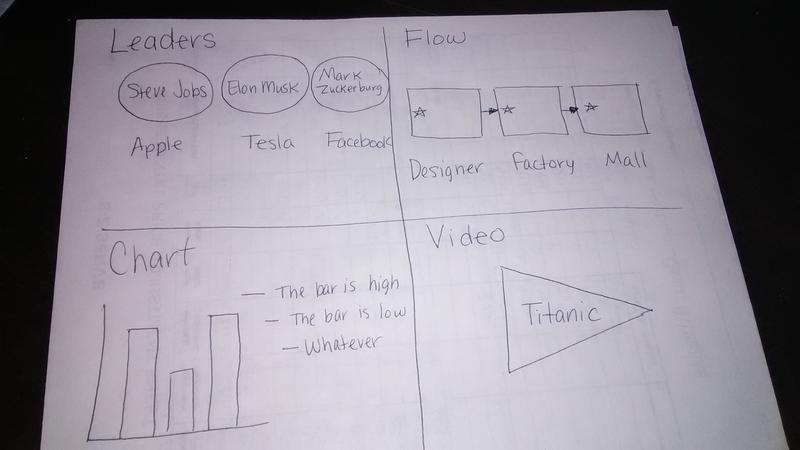 Leaders
Steve Jobs
Elon Musk
Mark
Zuckerburg
Apple
Tesla
Facebook
Flow
Designer
Factory
Mall
Chart
— The bar is high
— The bar is low
— Whatever
Video
Titanic